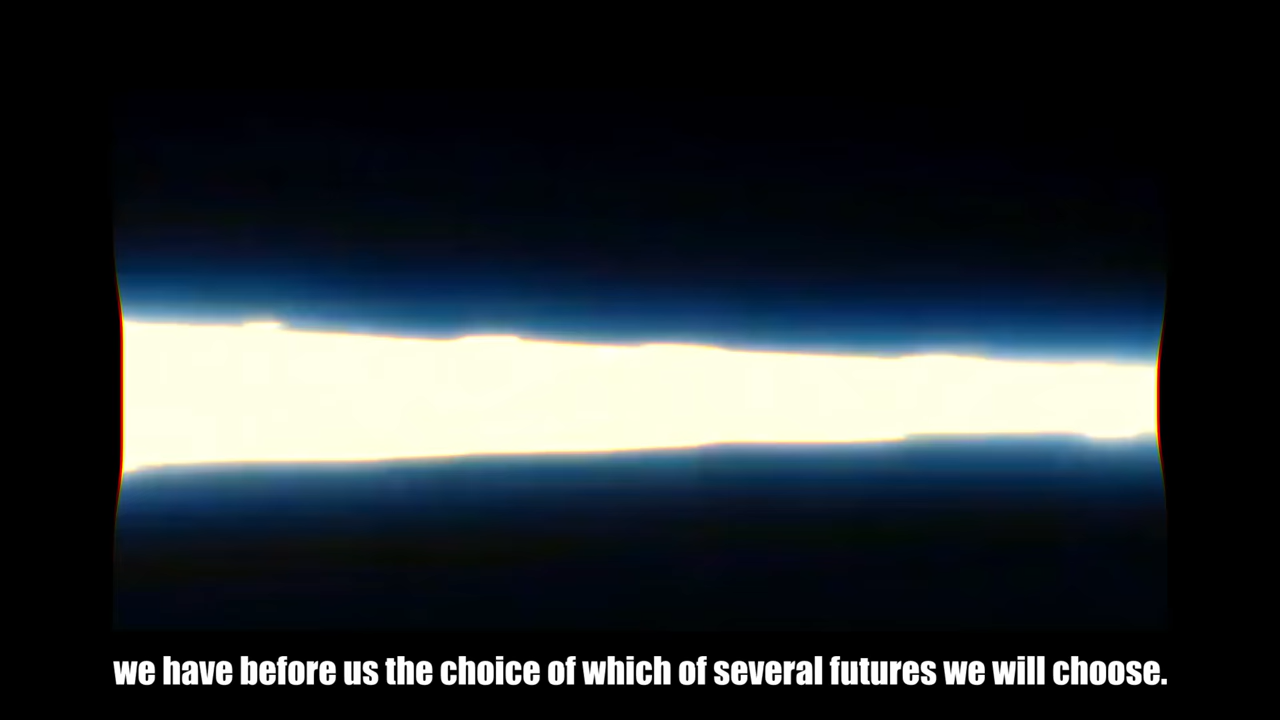 we have before us the choice of which of several futures we will choose.